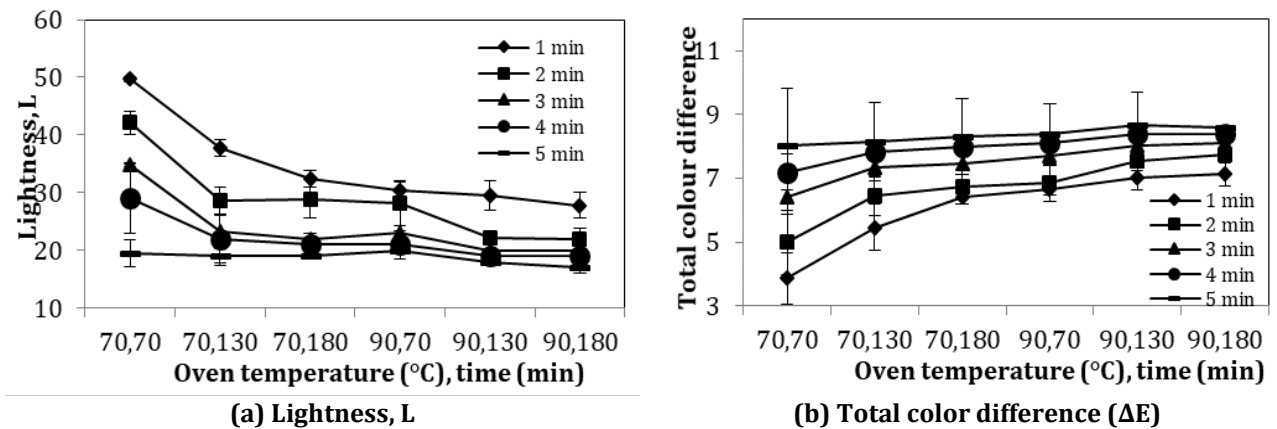 60
50
40
30
20
10
Lightness, L
1 min
2 min
3 min
4 min
5 min
70,70 70,130 70,180 90,70 90,130 90,180
Oven temperature (°C), time (min)
(a) Lightness, L
11
9
7
5
3
Total colour difference
1 min
2 min
3 min
4 min
5 min
70,70 70,130 70,180 90,70 90,130 90,180
Oven temperature (°C), time (min)
(b) Total color difference (ΔE)